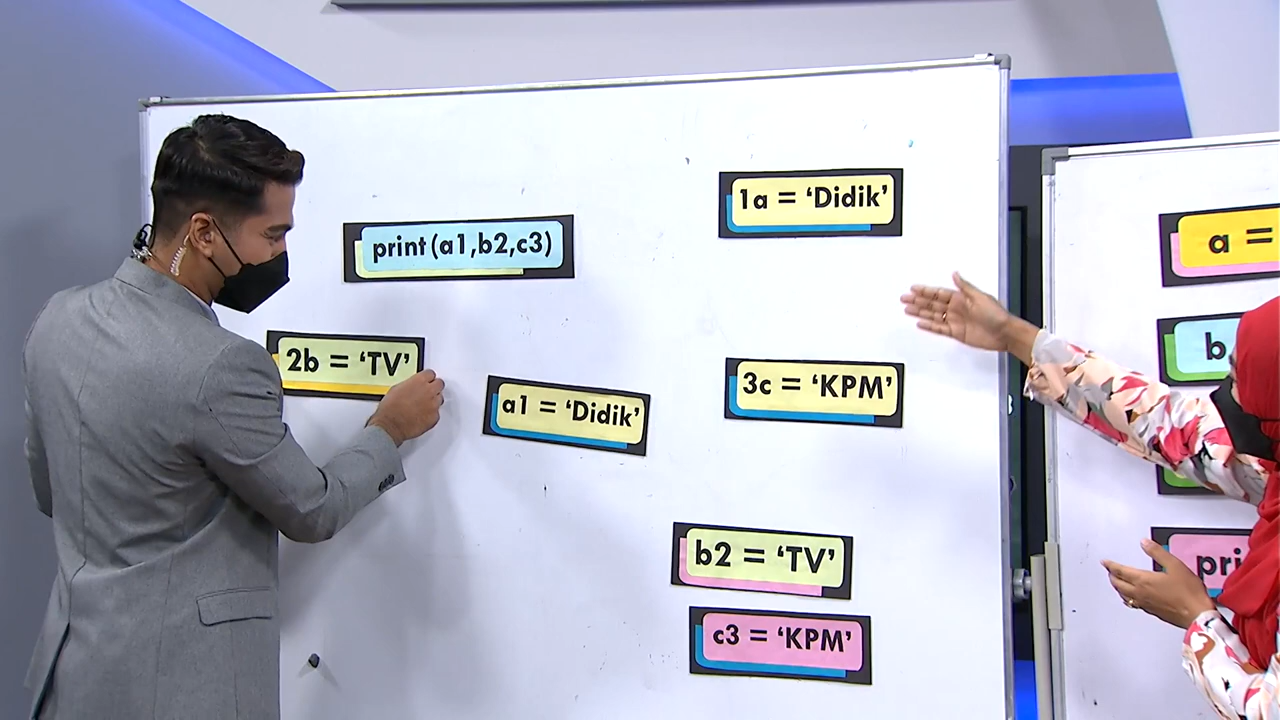 1a = ‘Didik’
print(a1,b2,c3)
2b = ‘TV’
a1 = ‘Didik’
3c = ‘KPM’
b2 = ‘TV’
c3 = ‘KPM’
a =
b
pri